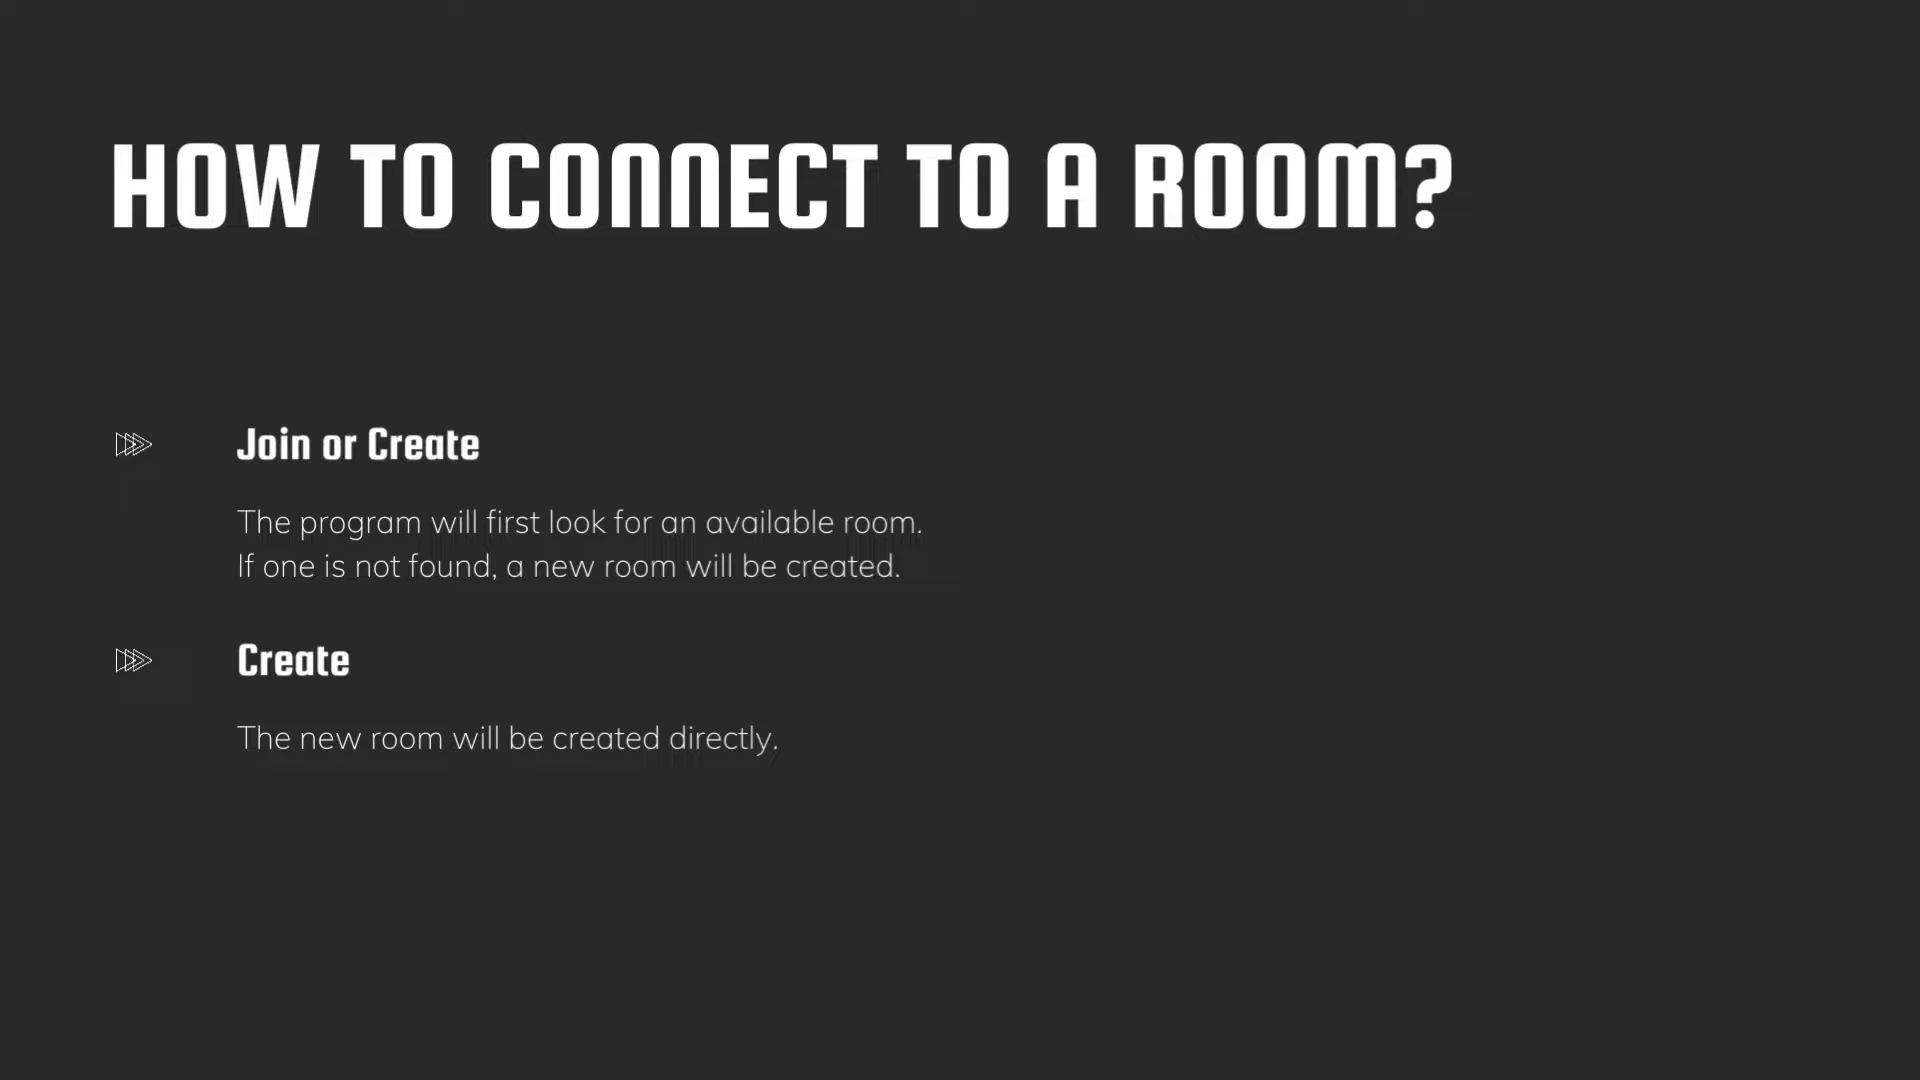 HOW TO CONNECT TO A ROOM?
Join or Create
The program will first look for an available room.
If one is not found, a new room will be created.
Create
The new room will be created directly.